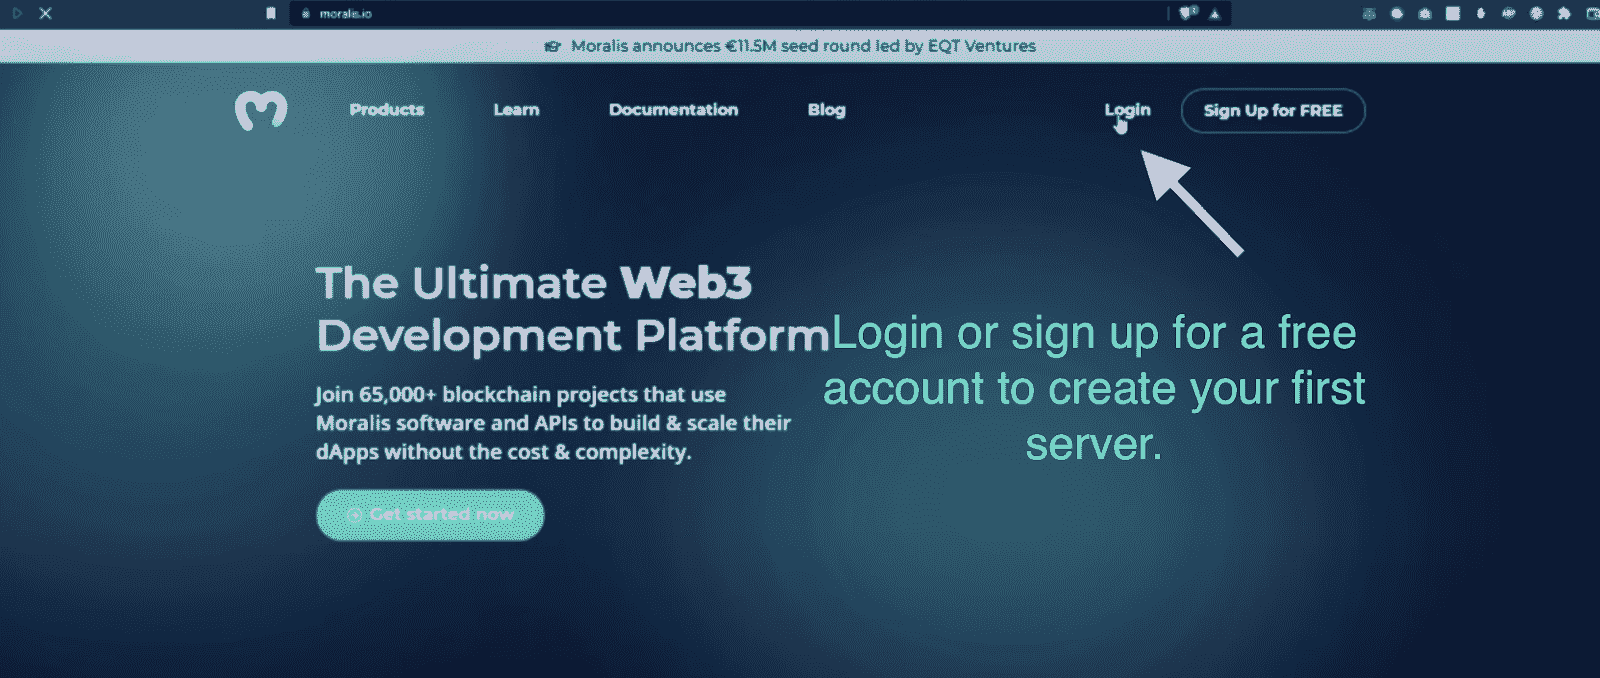 moralis.io
2
Moralis announces €11.5M seed round led by EQT Ventures
Products Learn Documentation Blog Login Sign Up for FREE
The Ultimate Web3
Development Platform
Join 65,000+ blockchain projects that use
Moralis software and APIs to build & scale their
dApps without the cost & complexity.
Get started now
Login or sign up for a free
account to create your first
server.